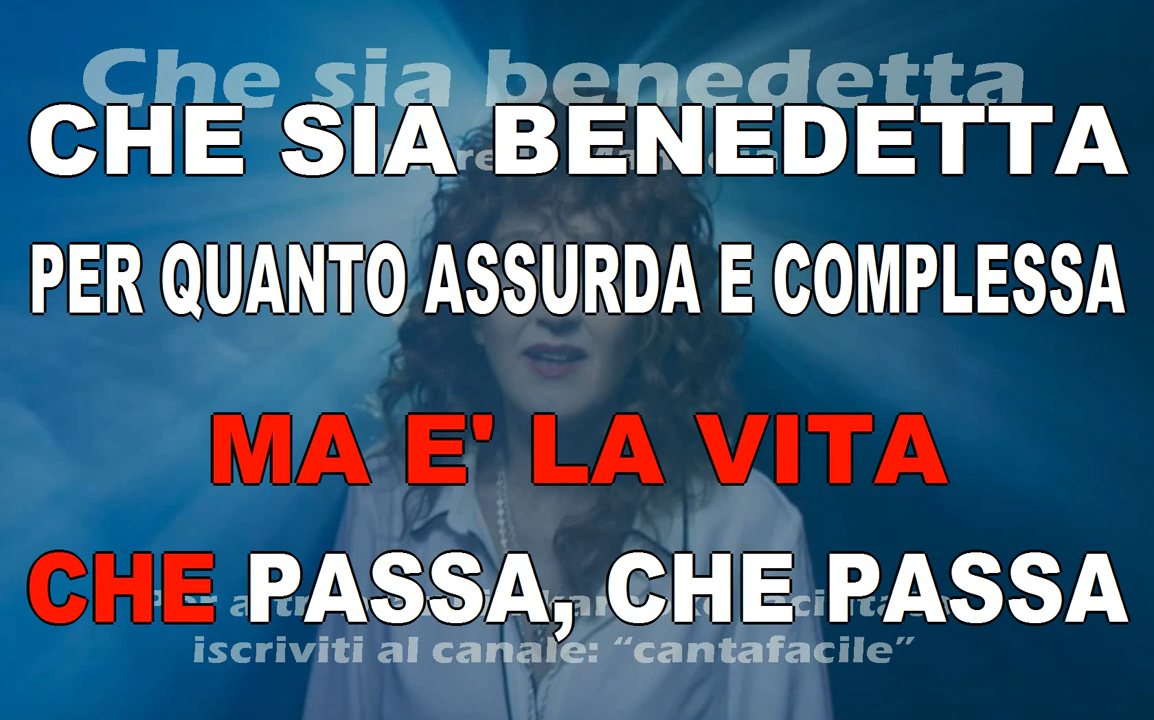 Che sia benedetta
CHE SIA BENEDETTA
PER QUANTO ASSURDA E COMPLESSA
MA E' LA VITA
CHE PASSA, CHE PASSA
iscriviti al canale: “cantafacile”